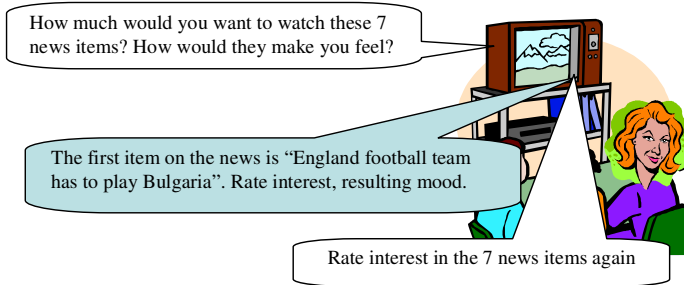 How much would you want to watch these 7
news items? How would they make you feel?
The first item on the news is “England football team
has to play Bulgaria”. Rate interest, resulting mood.
Rate interest in the 7 news items again